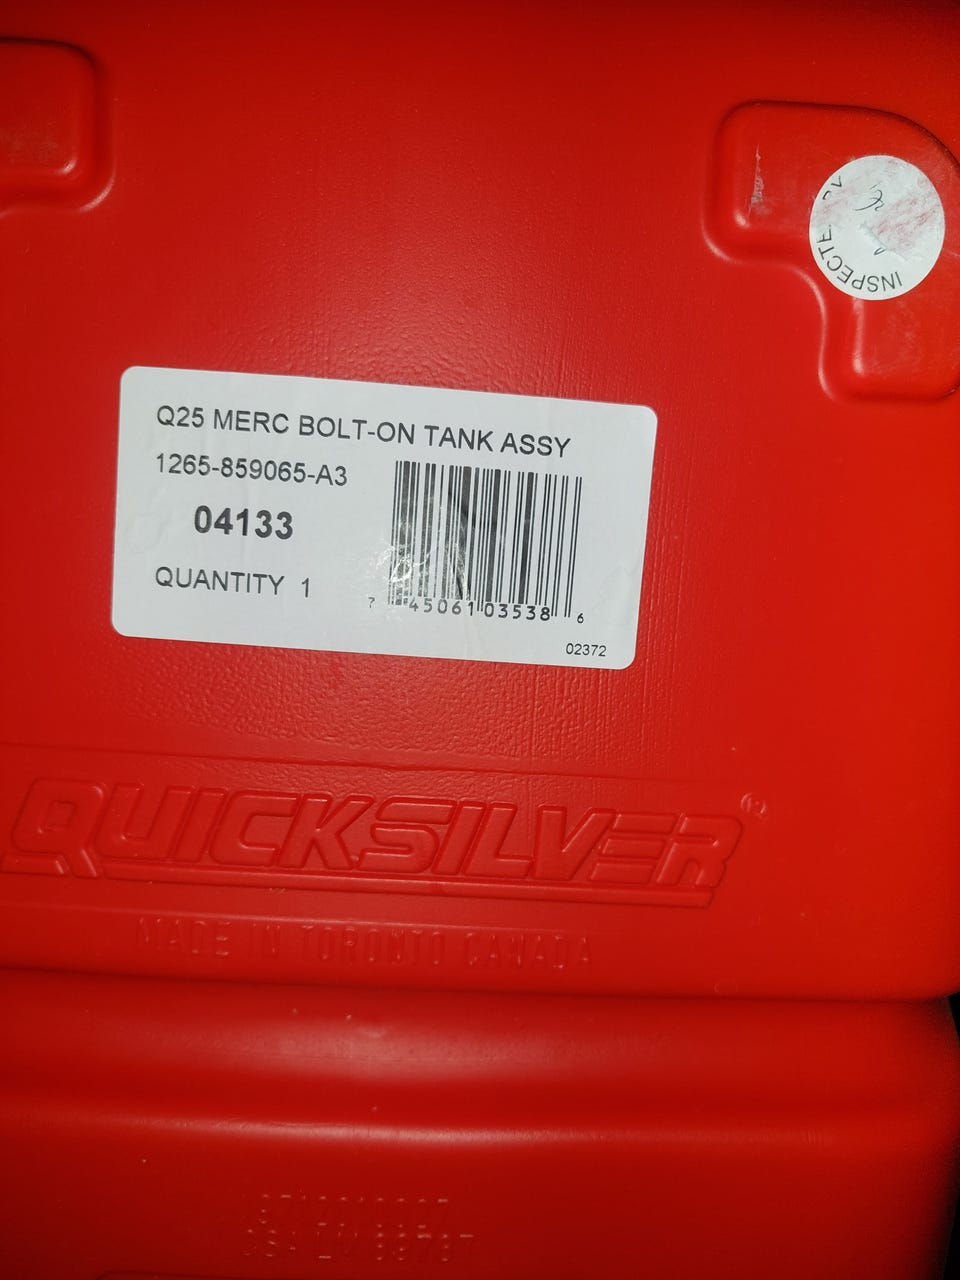 INSPECTE
Q25 MERC BOLT-ON TANK ASSY
1265-859065-A3
04133
QUANTITY 1
7 45061 03538 6
02372
QUICKSILVER®
MADE IN TORONTO CANADA